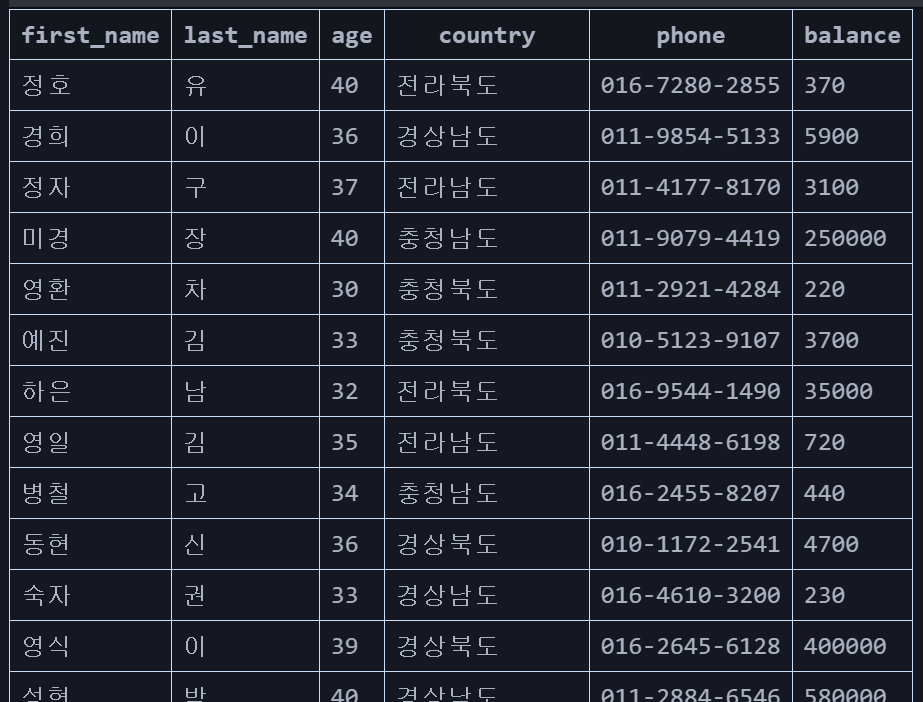 first_name last_name age country phone balance
정호 유 40 전라북도 016-7280-2855 370
경희 이 36 경상남도 011-9854-5133 5900
정자 구 37 전라남도 011-4177-8170 3100
미경 장 40 충청남도 011-9079-4419 250000
영환 차 30 충청북도 011-2921-4284 220
예진 김 33 충청북도 010-5123-9107 3700
하은 남 32 전라북도 016-9544-1490 35000
영일 김 35 전라남도 011-4448-6198 720
병철 고 34 충청남도 016-2455-8207 440
동현 신 36 경상북도 010-1172-2541 4700
숙자 권 33 경상남도 016-4610-3200 230
영식 이 39 경상북도 016-2645-6128 400000
40 경상남도 011-2884-6546 580000